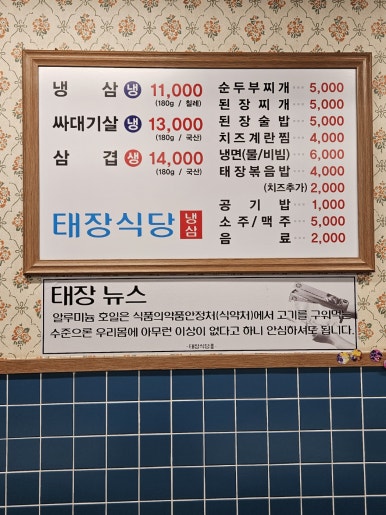 냉 삼 냉 11,000
(180g / 칠레)
싸대기살 냉 13,000
(180g / 국산)
삼 겹 생 14,000
(180g / 국산)
태장식당 냉삼
순두부찌개 ··· 5,000
된장찌개 ··· 5,000
된장술밥 ··· 5,000
치즈계란찜 ··· 4,000
냉면(물/비빔) ··· 6,000
태장볶음밥 ··· 4,000
(치즈추가) 2,000
공기밥 ··· 1,000
소주/맥주 ··· 5,000
음료 ··· 2,000
태장 뉴스
알루미늄 호일은 식품의약품안정처(식약처)에서 고기를 구워먹는
수준으론 우리몸에 아무런 이상이 없다고 하니 안심하셔도 됩니다.